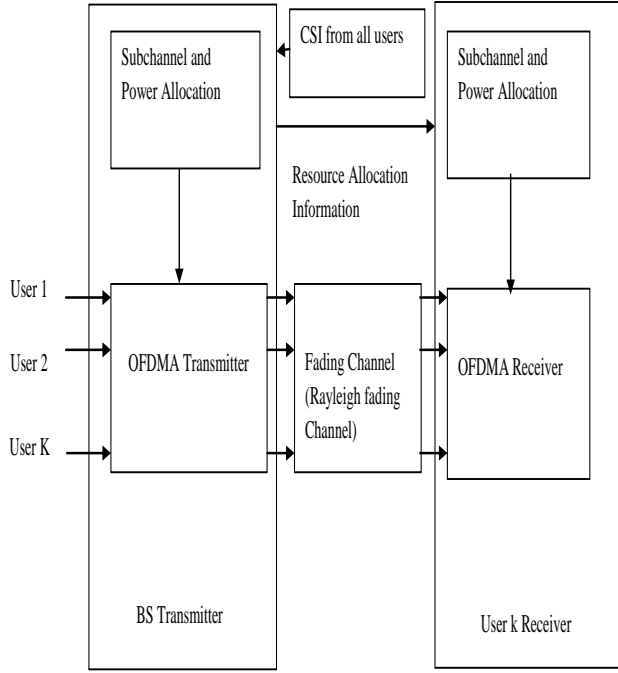 CSI from all users
Subchannel and
Power Allocation
Subchannel and
Power Allocation
Resource Allocation
Information
User 1
User 2
User K
OFDMA Transmitter
Fading Channel
(Rayleigh fading
Channel)
OFDMA Receiver
BS Transmitter
User k Receiver